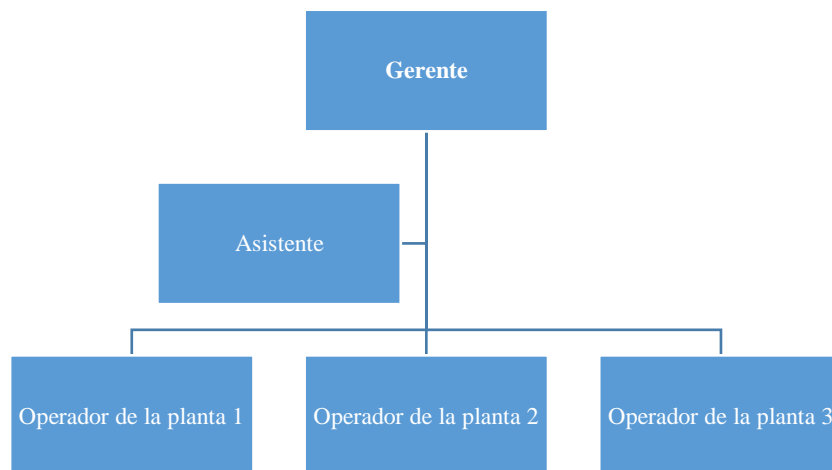 Gerente
Asistente
Operador de la planta 1
Operador de la planta 2
Operador de la planta 3